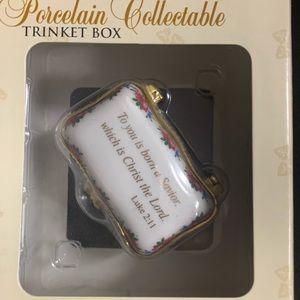 Porcelain Collectable
TRINKET BOX
To you is born a Savior,
which is Christ the Lord.
Luke 2:11